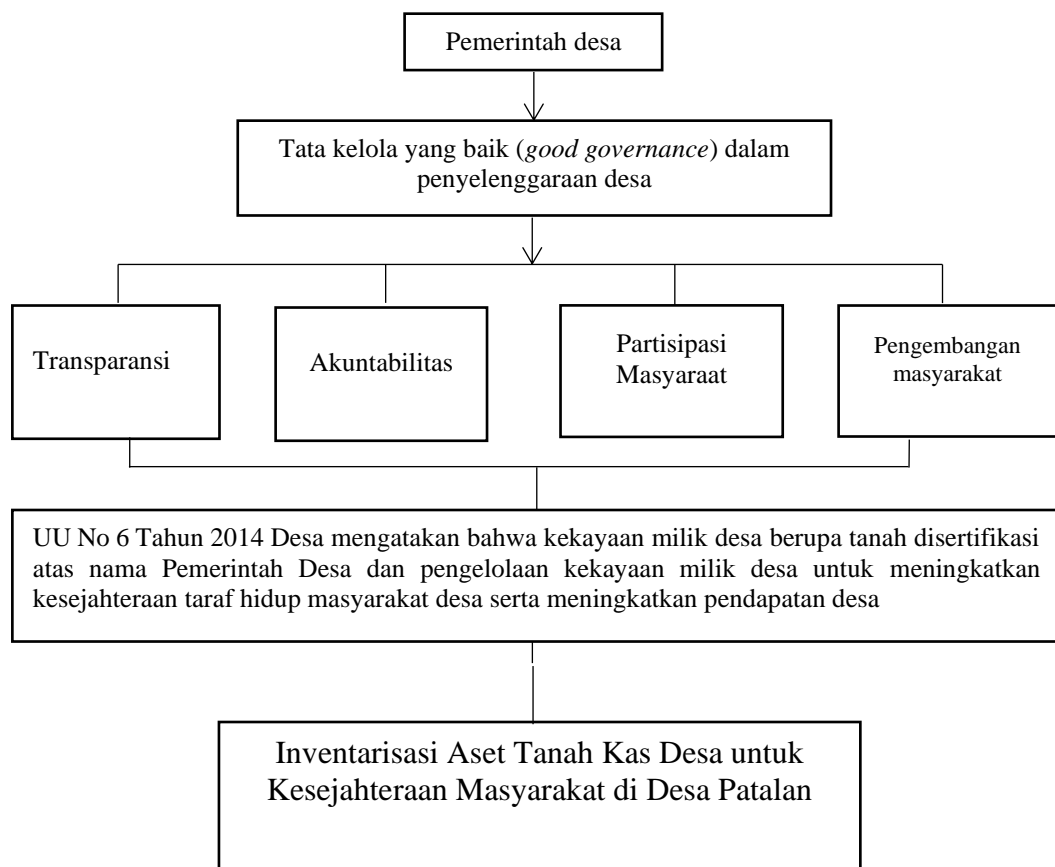 Pemerintah desa
Tata kelola yang baik (good governance) dalam
penyelenggaraan desa
Transparansi
Akuntabilitas
Partisipasi
Masyaraat
Pengembangan
masyarakat
UU No 6 Tahun 2014 Desa mengatakan bahwa kekayaan milik desa berupa tanah disertifikasi
atas nama Pemerintah Desa dan pengelolaan kekayaan milik desa untuk meningkatkan
kesejahteraan taraf hidup masyarakat desa serta meningkatkan pendapatan desa
Inventarisasi Aset Tanah Kas Desa untuk
Kesejahteraan Masyarakat di Desa Patalan